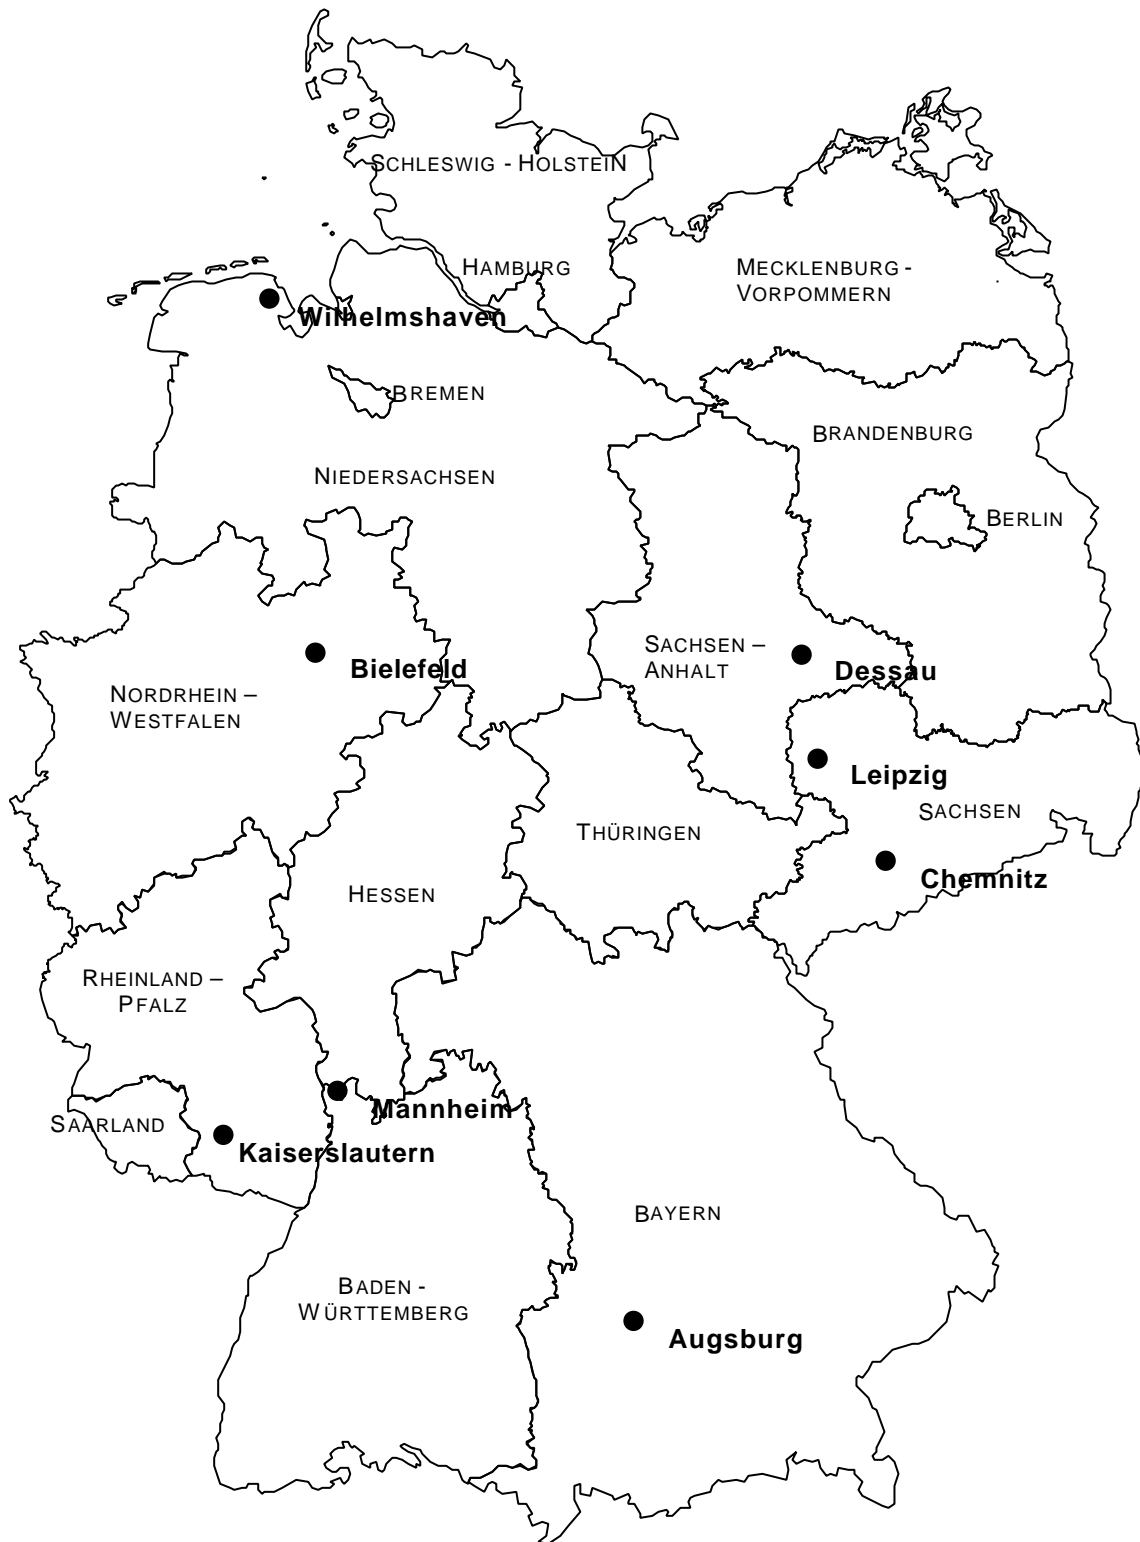 SCHLESWIG - HOLSTEIN
HAMBURG
MECKLENBURG -
VORPOMMERN
Wilhelmshaven
BREMEN
BRANDENBURG
NIEDERSACHSEN
BERLIN
SACHSEN –
ANHALT
Bielefeld
Dessau
NORDRHEIN –
WESTFALEN
Leipzig
SACHSEN
THÜRINGEN
Chemnitz
HESSEN
RHEINLAND –
PFALZ
Mannheim
SAARLAND
Kaiserslautern
BAYERN
BADEN -
WÜRTTEMBERG
Augsburg